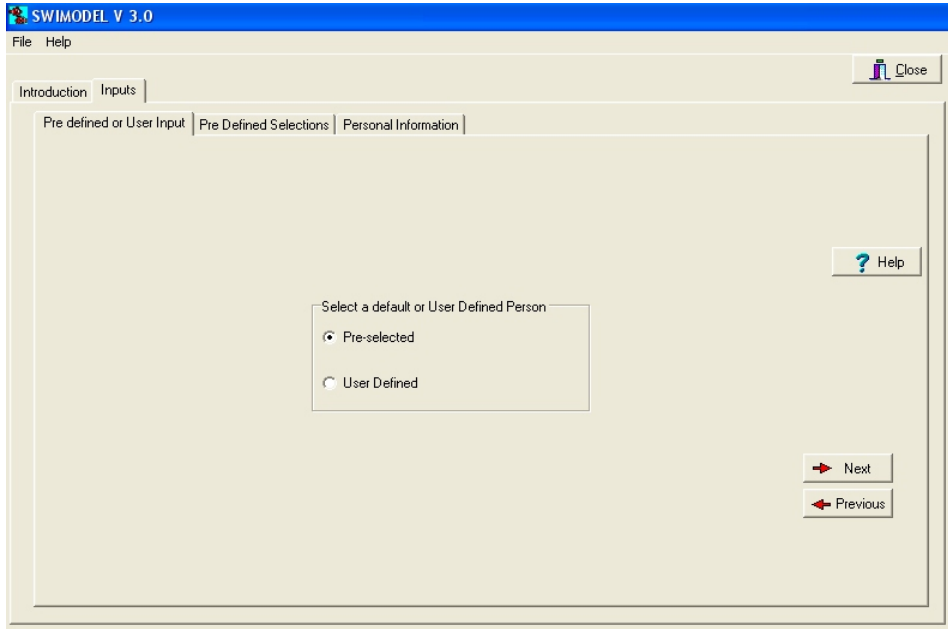 SWIMODEL V 3.0
File Help
Close
Introduction Inputs
Pre defined or User Input Pre Defined Selections Personal Information
? Help
Select a default or User Defined Person
Pre-selected
User Defined
Next
Previous